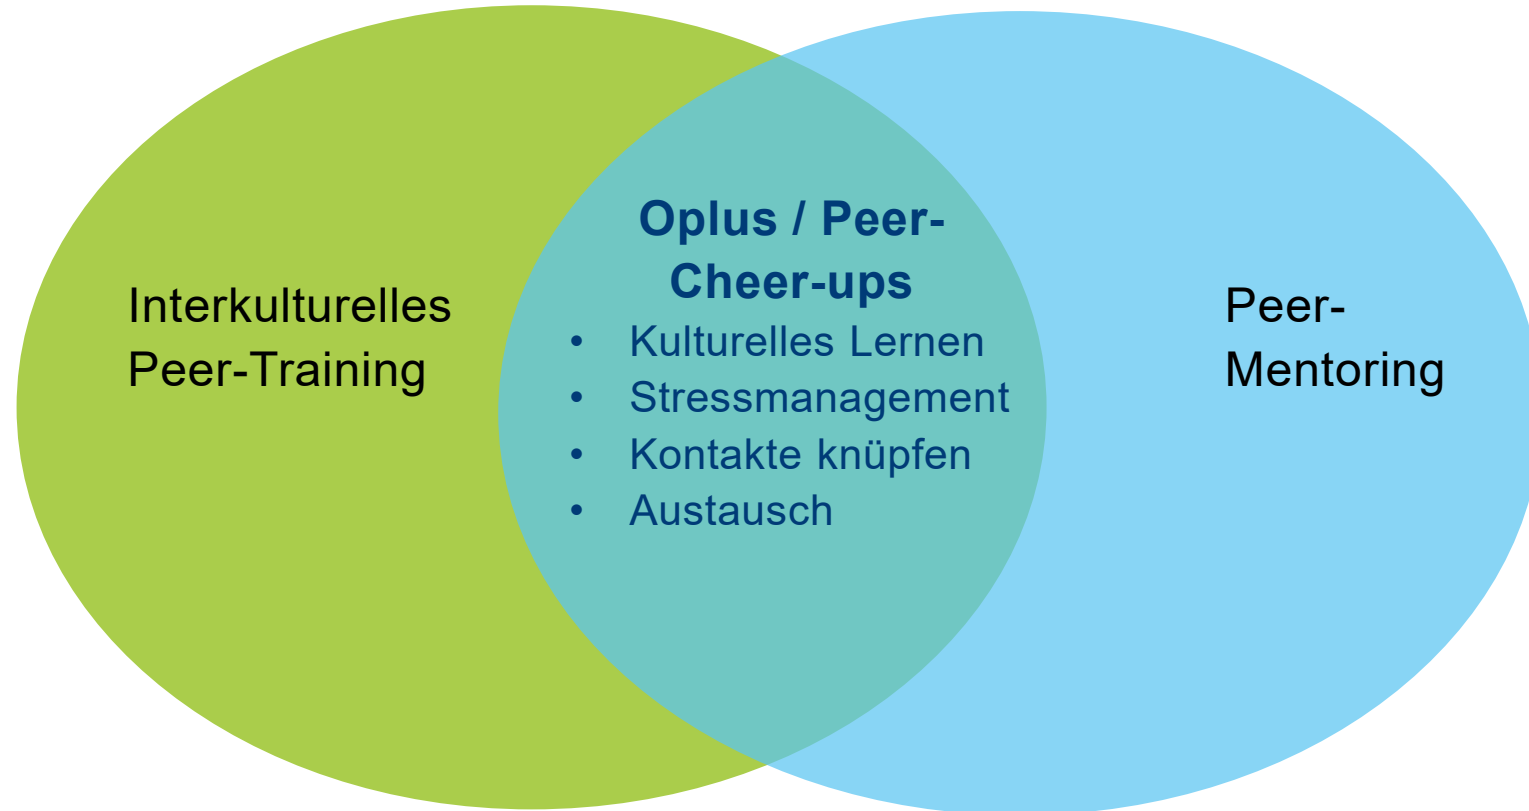 Interkulturelles
Peer-Training
Oplus / Peer-
Cheer-ups
• Kulturelles Lernen
• Stressmanagement
• Kontakte knüpfen
• Austausch
Peer-
Mentoring